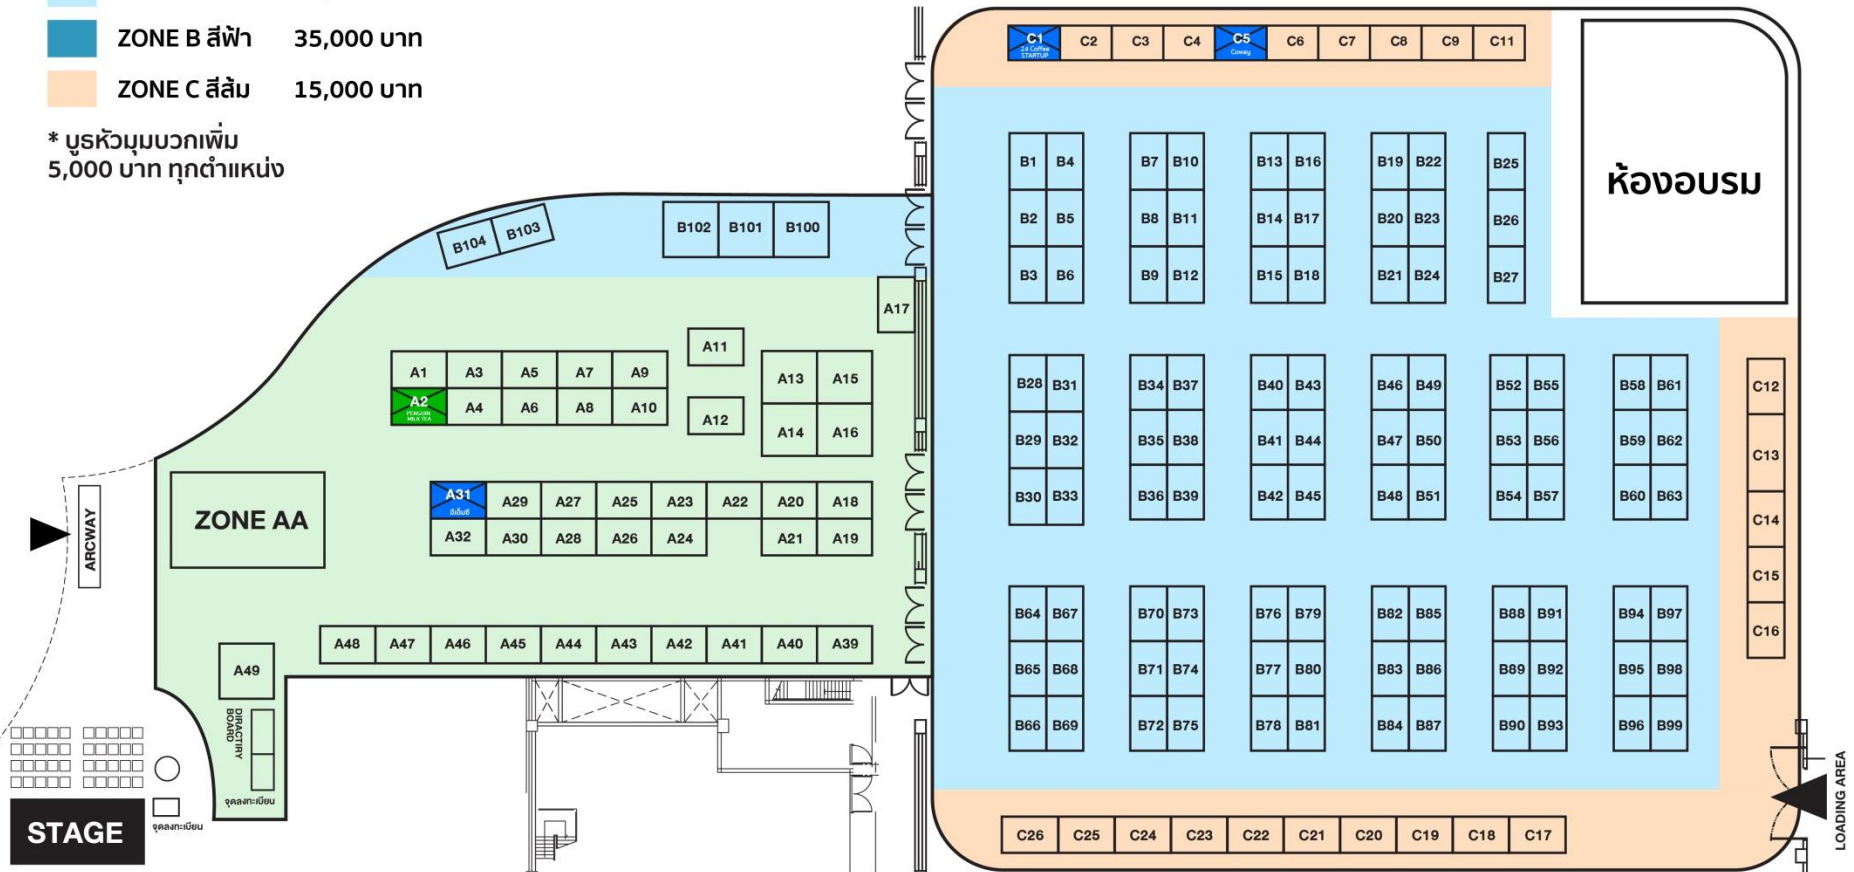 ZONE B สีฟ้า 35,000 บาท
ZONE C สีส้ม 15,000 บาท
* บูธหัวมุมบวกเพิ่ม
5,000 บาท ทุกตำแหน่ง
C1 C2 C3 C4 C5 C6 C7 C8 C9 C11
24 Coffee
STARTUP
Coway
ห้องอบรม
B1 B4 B7 B10 B13 B16 B19 B22 B25
B2 B5 B8 B11 B14 B17 B20 B23 B26
B3 B6 B9 B12 B15 B18 B21 B24 B27
B104 B103 B102 B101 B100
A17
A11
A1 A3 A5 A7 A9 A13 A15
A2 A4 A6 A8 A10 A12 A14 A16
PENGUIN
MILK TEA
B28 B31 B34 B37 B40 B43 B46 B49 B52 B55 B58 B61 C12
B29 B32 B35 B38 B41 B44 B47 B50 B53 B56 B59 B62 C13
B30 B33 B36 B39 B42 B45 B48 B51 B54 B57 B60 B63 C14
C15
C16
ARCWAY
ZONE AA
A31 A29 A27 A25 A23 A22 A20 A18
A32 A30 A28 A26 A24 A21 A19
A48 A47 A46 A45 A44 A43 A42 A41 A40 A39
A49
B64 B67 B70 B73 B76 B79 B82 B85 B88 B91 B94 B97
B65 B68 B71 B74 B77 B80 B83 B86 B89 B92 B95 B98
B66 B69 B72 B75 B78 B81 B84 B87 B90 B93 B96 B99
DIRACTIRY
BOARD
จุดลงทะเบียน
จุดลงทะเบียน
STAGE
C26 C25 C24 C23 C22 C21 C20 C19 C18 C17
LOADING AREA